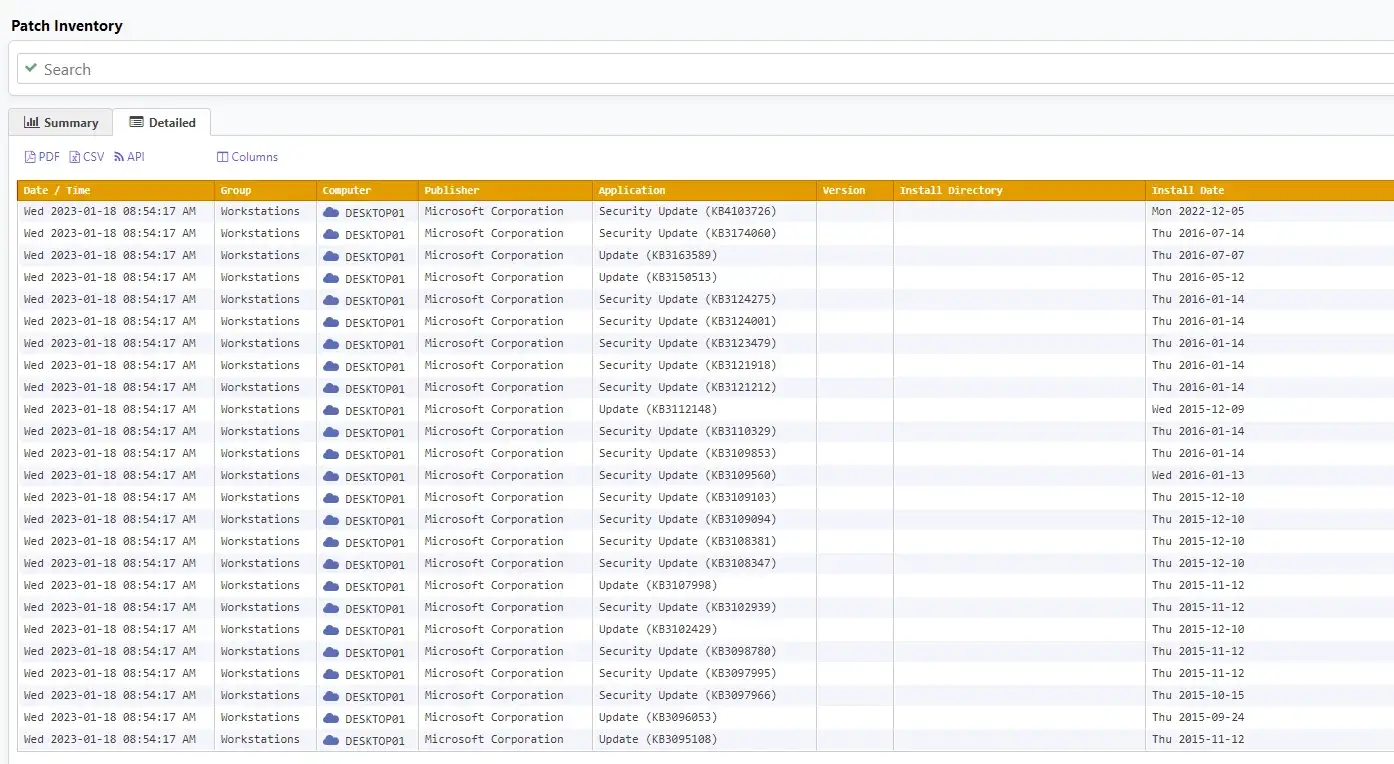 Patch Inventory
Search
Summary Detailed
PDF CSV API Columns
Date / Time Group Computer Publisher Application Version Install Directory Install Date
Wed 2023-01-18 08:54:17 AM Workstations DESKTOP01 Microsoft Corporation Security Update (KB4103726) Mon 2022-12-05
Wed 2023-01-18 08:54:17 AM Workstations DESKTOP01 Microsoft Corporation Security Update (KB3174060) Thu 2016-07-14
Wed 2023-01-18 08:54:17 AM Workstations DESKTOP01 Microsoft Corporation Update (KB3163589) Thu 2016-07-07
Wed 2023-01-18 08:54:17 AM Workstations DESKTOP01 Microsoft Corporation Update (KB3150513) Thu 2016-05-12
Wed 2023-01-18 08:54:17 AM Workstations DESKTOP01 Microsoft Corporation Security Update (KB3124275) Thu 2016-01-14
Wed 2023-01-18 08:54:17 AM Workstations DESKTOP01 Microsoft Corporation Security Update (KB3124001) Thu 2016-01-14
Wed 2023-01-18 08:54:17 AM Workstations DESKTOP01 Microsoft Corporation Security Update (KB3123479) Thu 2016-01-14
Wed 2023-01-18 08:54:17 AM Workstations DESKTOP01 Microsoft Corporation Security Update (KB3121918) Thu 2016-01-14
Wed 2023-01-18 08:54:17 AM Workstations DESKTOP01 Microsoft Corporation Security Update (KB3121212) Thu 2016-01-14
Wed 2023-01-18 08:54:17 AM Workstations DESKTOP01 Microsoft Corporation Update (KB3112148) Wed 2015-12-09
Wed 2023-01-18 08:54:17 AM Workstations DESKTOP01 Microsoft Corporation Security Update (KB3110329) Thu 2016-01-14
Wed 2023-01-18 08:54:17 AM Workstations DESKTOP01 Microsoft Corporation Security Update (KB3109853) Thu 2016-01-14
Wed 2023-01-18 08:54:17 AM Workstations DESKTOP01 Microsoft Corporation Security Update (KB3109560) Wed 2016-01-13
Wed 2023-01-18 08:54:17 AM Workstations DESKTOP01 Microsoft Corporation Security Update (KB3109103) Thu 2015-12-10
Wed 2023-01-18 08:54:17 AM Workstations DESKTOP01 Microsoft Corporation Security Update (KB3109094) Thu 2015-12-10
Wed 2023-01-18 08:54:17 AM Workstations DESKTOP01 Microsoft Corporation Security Update (KB3108381) Thu 2015-12-10
Wed 2023-01-18 08:54:17 AM Workstations DESKTOP01 Microsoft Corporation Security Update (KB3108347) Thu 2015-12-10
Wed 2023-01-18 08:54:17 AM Workstations DESKTOP01 Microsoft Corporation Update (KB3107998) Thu 2015-11-12
Wed 2023-01-18 08:54:17 AM Workstations DESKTOP01 Microsoft Corporation Security Update (KB3102939) Thu 2015-11-12
Wed 2023-01-18 08:54:17 AM Workstations DESKTOP01 Microsoft Corporation Update (KB3102429) Thu 2015-12-10
Wed 2023-01-18 08:54:17 AM Workstations DESKTOP01 Microsoft Corporation Security Update (KB3098780) Thu 2015-11-12
Wed 2023-01-18 08:54:17 AM Workstations DESKTOP01 Microsoft Corporation Security Update (KB3097995) Thu 2015-11-12
Wed 2023-01-18 08:54:17 AM Workstations DESKTOP01 Microsoft Corporation Security Update (KB3097966) Thu 2015-10-15
Wed 2023-01-18 08:54:17 AM Workstations DESKTOP01 Microsoft Corporation Update (KB3096053) Thu 2015-09-24
Wed 2023-01-18 08:54:17 AM Workstations DESKTOP01 Microsoft Corporation Update (KB3095108) Thu 2015-11-12